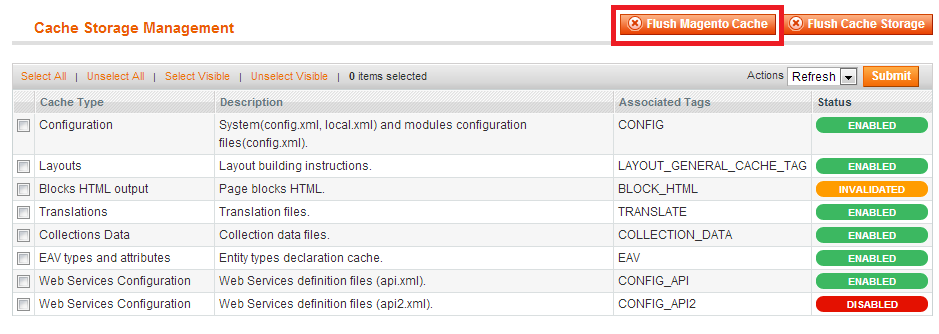 Cache Storage Management
Flush Magento Cache
Flush Cache Storage
Select All | Unselect All | Select Visible | Unselect Visible | 0 items selected
Actions Refresh Submit
Cache Type Description Associated Tags Status
Configuration System(config.xml, local.xml) and modules configuration CONFIG ENABLED
files(config.xml).
Layouts Layout building instructions. LAYOUT_GENERAL_CACHE_TAG ENABLED
Blocks HTML output Page blocks HTML. BLOCK_HTML INVALIDATED
Translations Translation files. TRANSLATE ENABLED
Collections Data Collection data files. COLLECTION_DATA ENABLED
EAV types and attributes Entity types declaration cache. EAV ENABLED
Web Services Configuration Web Services definition files (api.xml). CONFIG_API ENABLED
Web Services Configuration Web Services definition files (api2.xml). CONFIG_API2 DISABLED